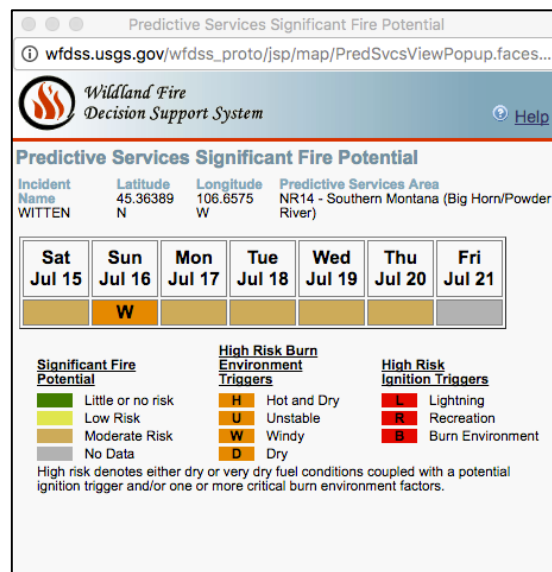 Predictive Services Significant Fire Potential
wfdss.usgs.gov/wfdss_proto/jsp/map/PredSvcsViewPopup.faces...
Wildland Fire
Decision Support System
Help
Predictive Services Significant Fire Potential
Incident Name Latitude Longitude Predictive Services Area
WITTEN 45.36389 N 106.6575 W NR14 - Southern Montana (Big Horn/Powder River)
Sat Sun Mon Tue Wed Thu Fri
Jul 15 Jul 16 Jul 17 Jul 18 Jul 19 Jul 20 Jul 21
W
Significant Fire Potential
Little or no risk
Low Risk
Moderate Risk
No Data
High Risk Burn Environment Triggers
H Hot and Dry
U Unstable
W Windy
D Dry
High Risk Ignition Triggers
L Lightning
R Recreation
B Burn Environment
High risk denotes either dry or very dry fuel conditions coupled with a potential
ignition trigger and/or one or more critical burn environment factors.